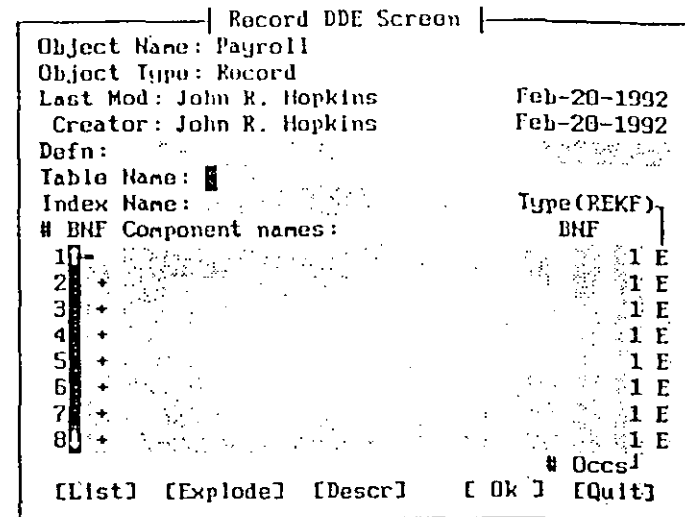 Record DDE Screen
Object Name: Payroll
Object Type: Record
Last Mod: John R. Hopkins Feb-20-1992
Creator: John R. Hopkins Feb-20-1992
Defn:
Table Name:
Index Name: Type(REKF)
# BNF Component names: BNF
1 - 1 E
2 + 1 E
3 + 1 E
4 + 1 E
5 + 1 E
6 + 1 E
7 + 1 E
8 + 1 E
# Occs
[List] [Explode] [Descr] [ Ok ] [Quit]